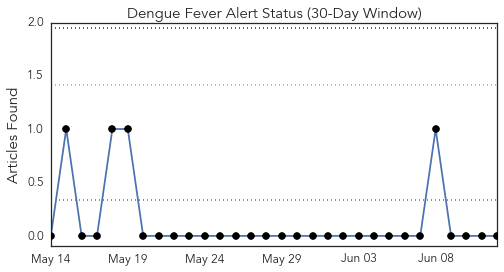 Dengue Fever Alert Status (30-Day Window)
Articles Found
2.0
1.5
1.0
0.5
0.0
May 14 May 19 May 24 May 29 Jun 03 Jun 08